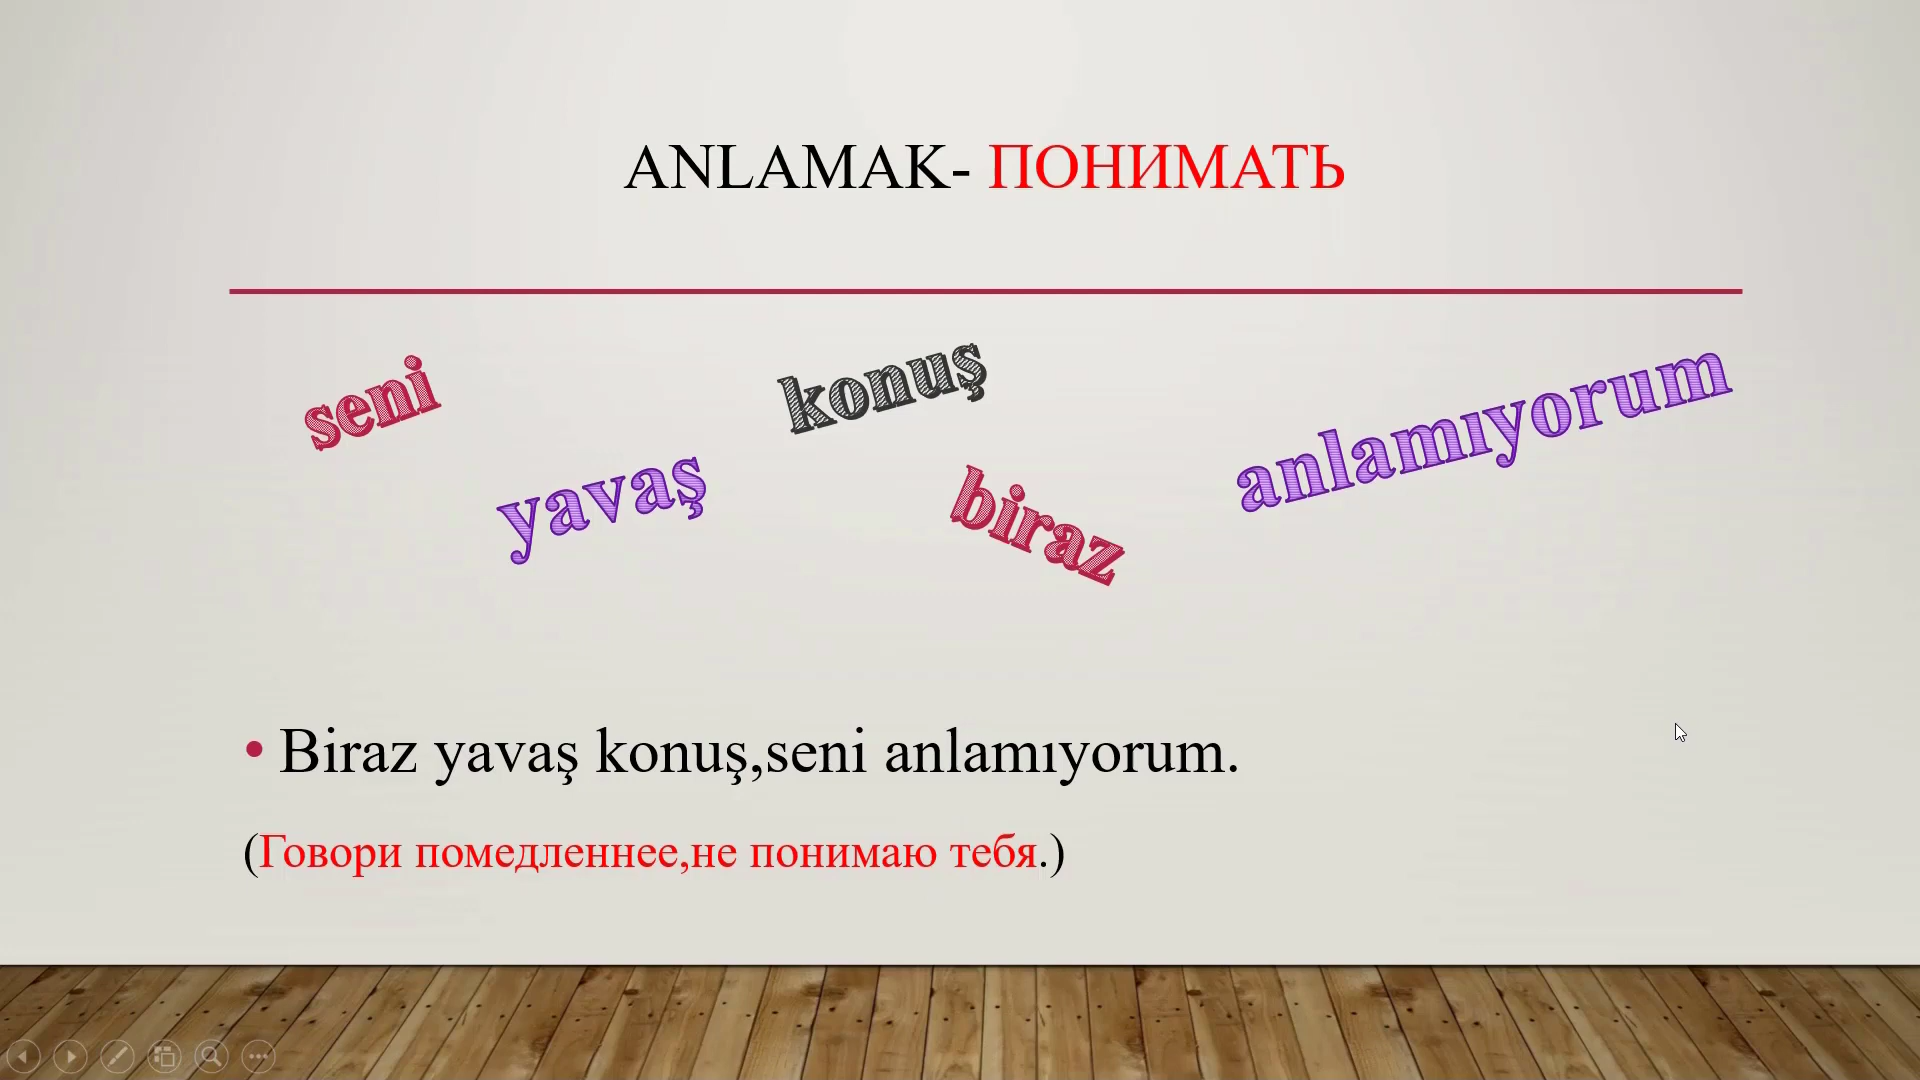 ANLAMAK- ПОНИМАТЬ
seni
konuş
anlamıyorum
yavaş
biraz
• Biraz yavaş konuş,seni anlamıyorum.
(Говори помедленнее,не понимаю тебя.)